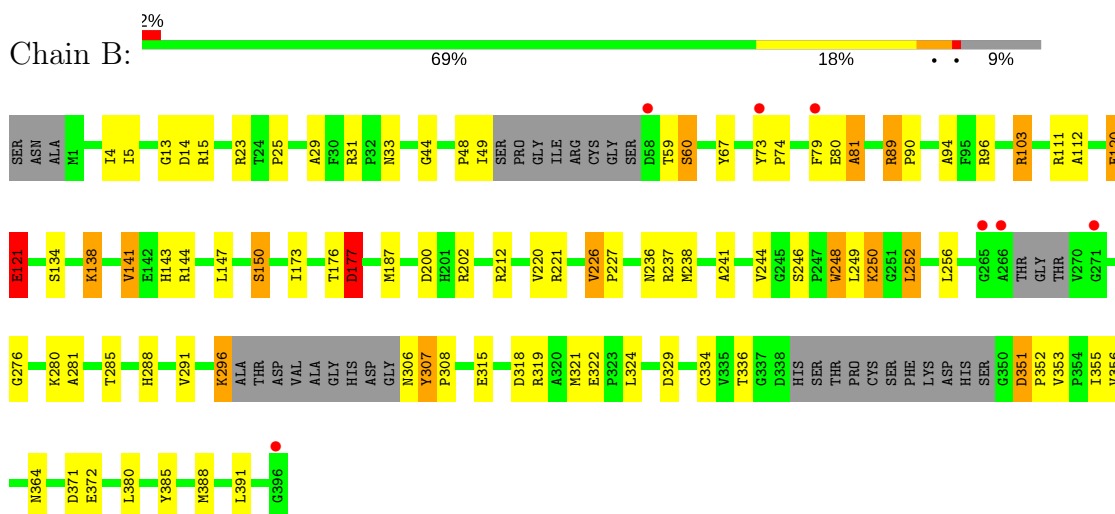 2%
Chain B:
69% 18% • • 9%
SER ASN ALA M1 I4 I5 G13 D14 R15 R23 T24 P25 A29 F30 R31 P32 N33 G44 P48 I49 SER PRO GLY ILE ARG CYS GLY SER D58 T59 S60 Y67 Y73 P74 F79 E80 A81 R89 P90 A94 F95 R96 R103 R111 A112
E121 S134 K138 V141 E142 H143 R144 L147 S150 I173 T176 D177 M187 D200 H201 R202 R212 V220 R221 V226 P227 N236 R237 M238 A241 V244 G245 S246 P247 W248 L249 K250 G251 L252 L256 G265 A266 THR GLY THR V270 G271
G276 K280 A281 T285 H288 V291 K296 ALA THR ASP VAL ALA GLY HIS ASP GLY N306 Y307 P308 E315 D318 R319 A320 M321 E322 P323 L324 D329 C334 V335 T336 G337 D338 HIS SER THR PRO CYS SER PHE LYS ASP HIS SER G350 D351 P352 V353 P354 I355
N364 D371 E372 L380 Y385 M388 L391 G396